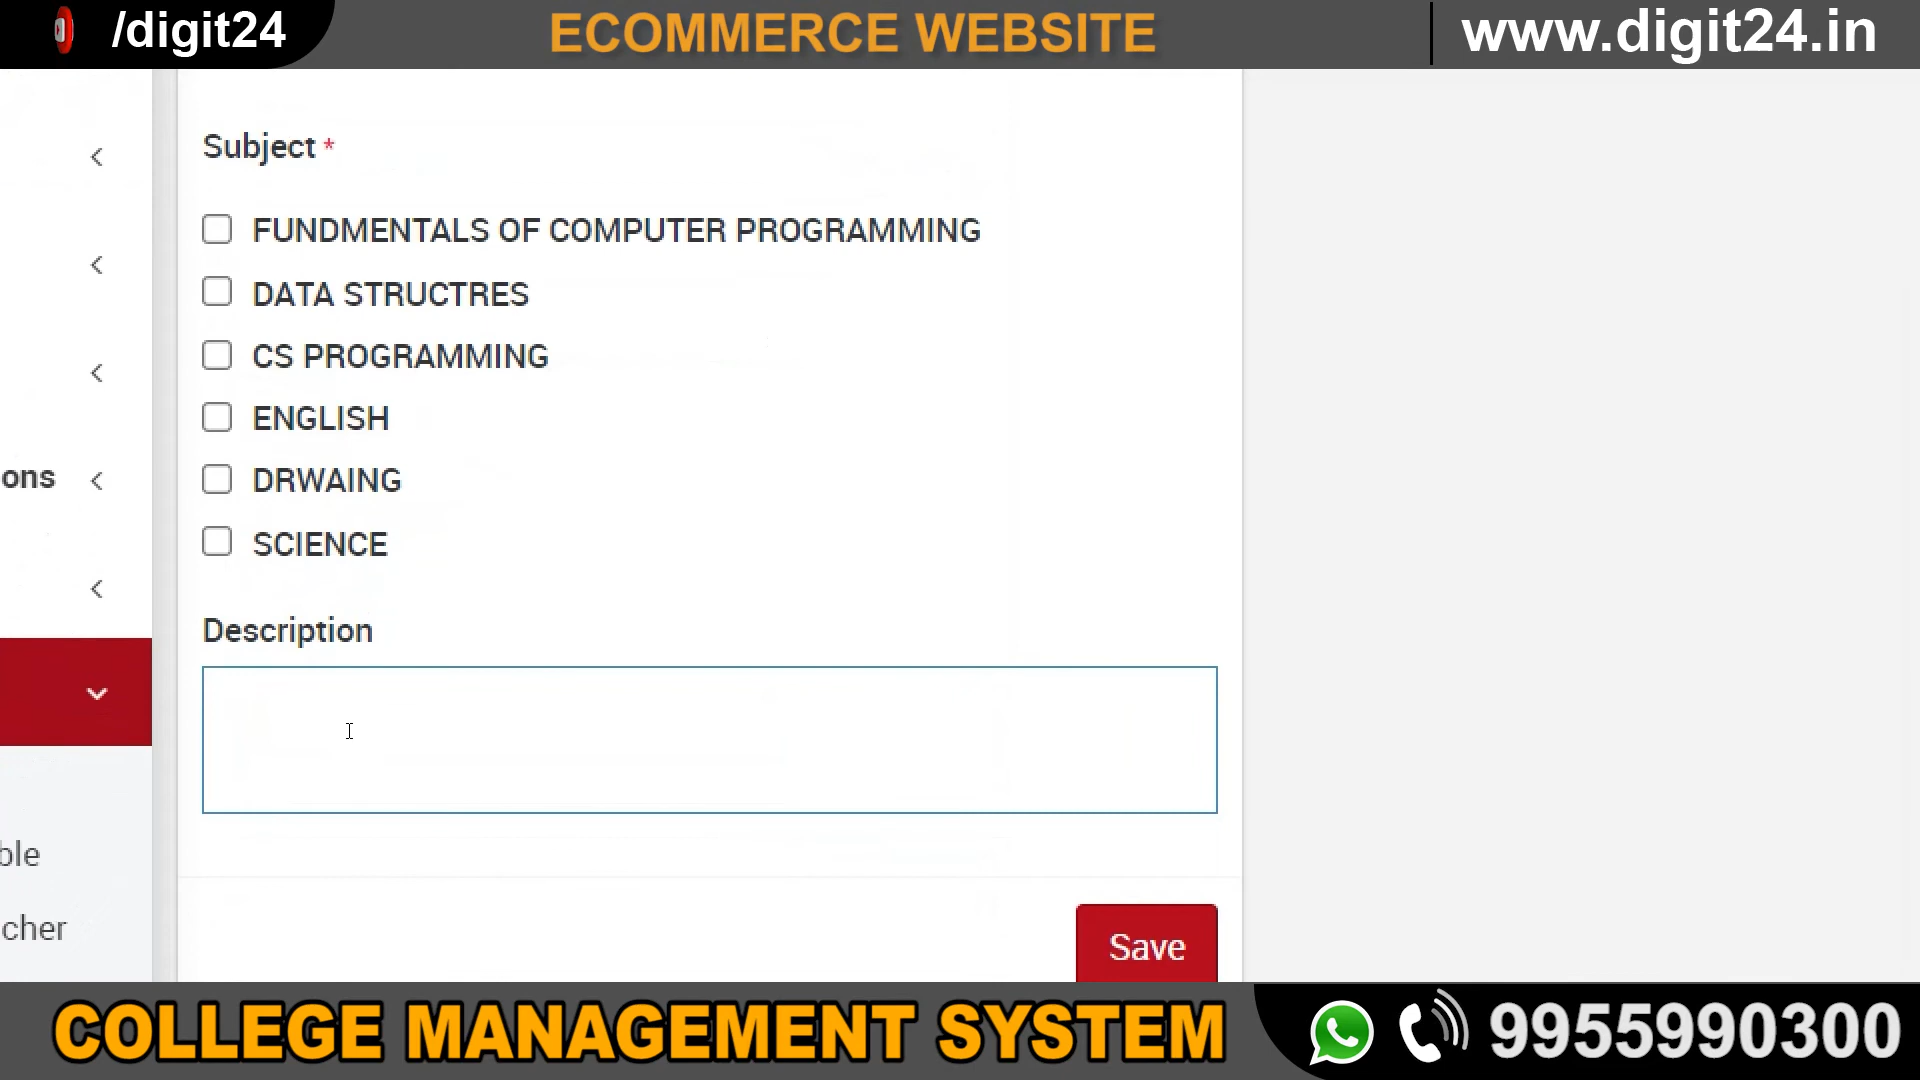 /digit24
ECOMMERCE WEBSITE
www.digit24.in
Subject *
FUNDMENTALS OF COMPUTER PROGRAMMING
DATA STRUCTRES
CS PROGRAMMING
ENGLISH
DRWAING
SCIENCE
Description
ons
ble
cher
Save
COLLEGE MANAGEMENT SYSTEM
9955990300